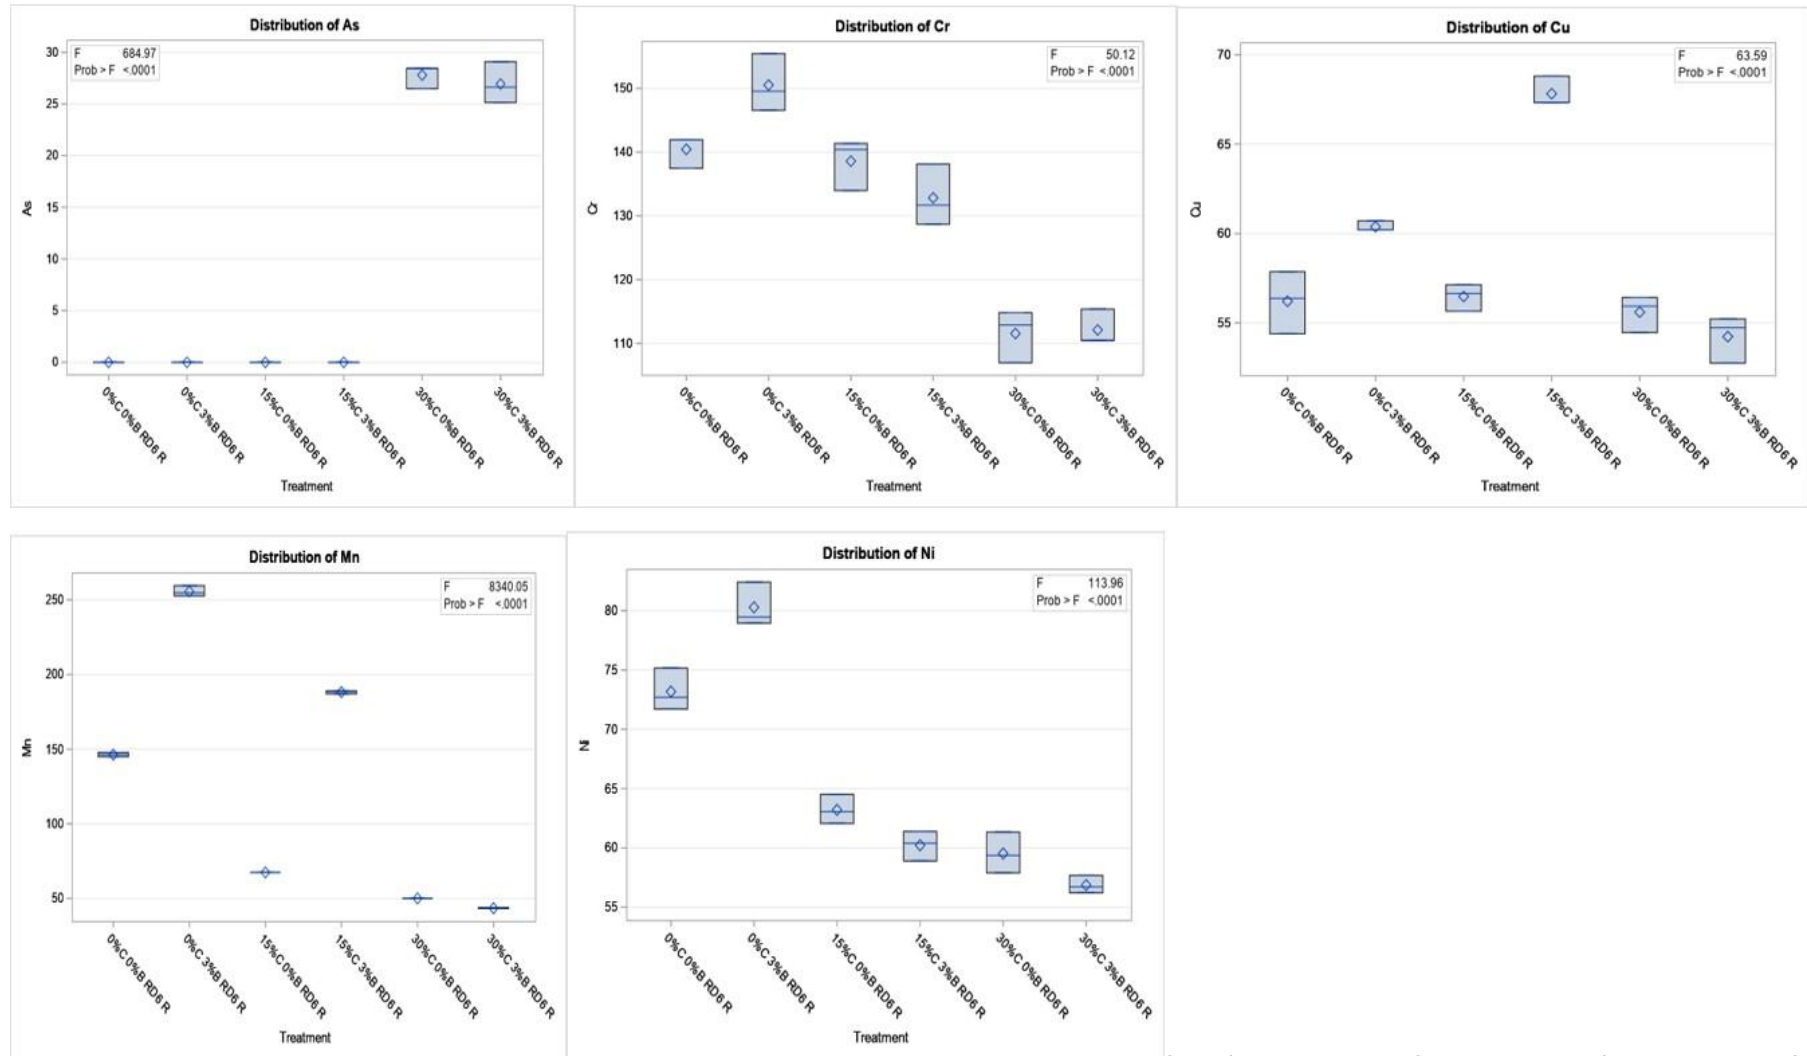 Distribution of As
F 684.97
Prob > F <.0001
30
25
20
15
10
5
0
As
0%C 0%B RD6 R
0%C 3%B RD6 R
15%C 0%B RD6 R
15%C 3%B RD6 R
30%C 0%B RD6 R
30%C 3%B RD6 R
Treatment
Distribution of Cr
F 50.12
Prob > F <.0001
150
140
130
120
110
Cr
0%C 0%B RD6 R
0%C 3%B RD6 R
15%C 0%B RD6 R
15%C 3%B RD6 R
30%C 0%B RD6 R
30%C 3%B RD6 R
Treatment
Distribution of Cu
F 63.59
Prob > F <.0001
70
65
60
55
Cu
0%C 0%B RD6 R
0%C 3%B RD6 R
15%C 0%B RD6 R
15%C 3%B RD6 R
30%C 0%B RD6 R
30%C 3%B RD6 R
Treatment
Distribution of Mn
F 8340.05
Prob > F <.0001
250
200
150
100
50
Mn
0%C 0%B RD6 R
0%C 3%B RD6 R
15%C 0%B RD6 R
15%C 3%B RD6 R
30%C 0%B RD6 R
30%C 3%B RD6 R
Treatment
Distribution of Ni
F 113.96
Prob > F <.0001
80
75
70
65
60
55
Ni
0%C 0%B RD6 R
0%C 3%B RD6 R
15%C 0%B RD6 R
15%C 3%B RD6 R
30%C 0%B RD6 R
30%C 3%B RD6 R
Treatment